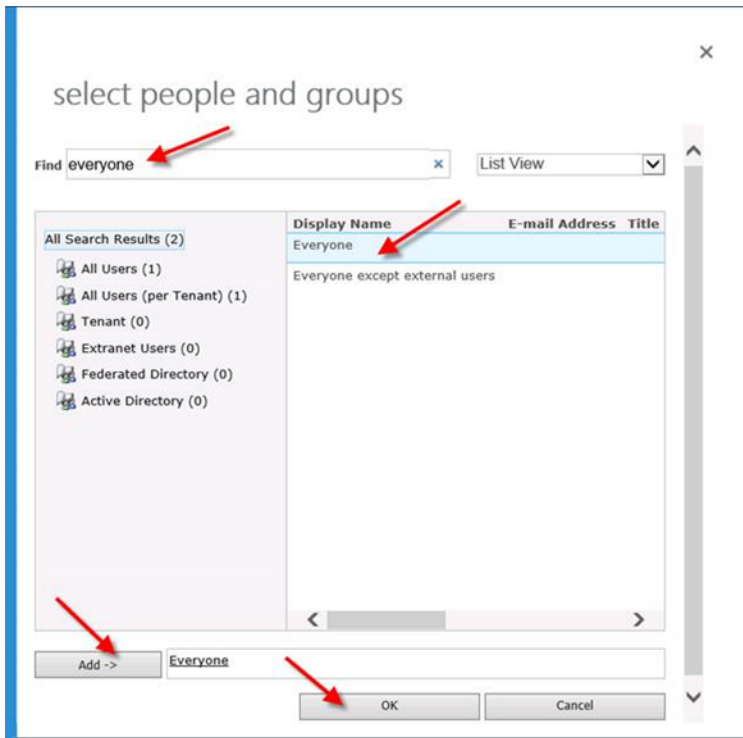 select people and groups
Find everyone × List View
All Search Results (2)
All Users (1)
All Users (per Tenant) (1)
Tenant (0)
Extranet Users (0)
Federated Directory (0)
Active Directory (0)
Display Name E-mail Address Title
Everyone
Everyone except external users
Add -> Everyone
OK Cancel